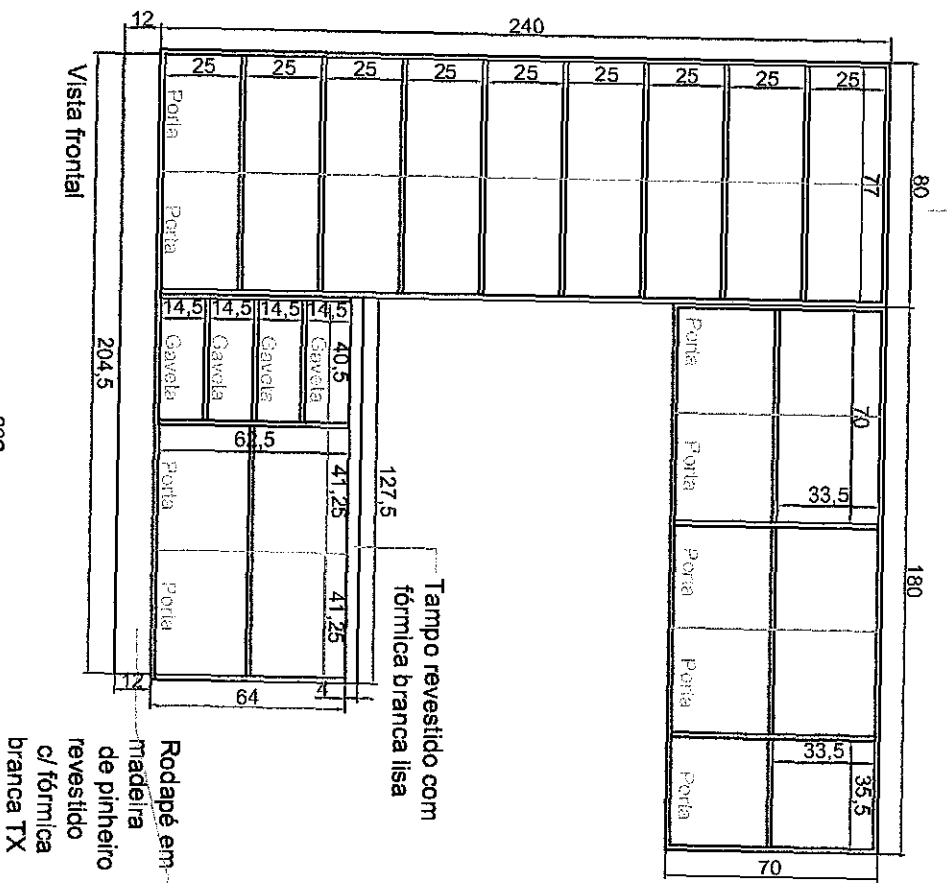 12
240
25
25
25
25
25
25
25
25
25
77
80
Porta
Porta
Vista frontal
204,5
14,5
14,5
14,5
14,5
Gaveta
Gaveta
Gaveta
Gaveta
40,5
62,5
41,25
41,25
127,5
Porta
Porta
12
64
4
Tampo revestido com
fórmica branca lisa
Porta
Porta
Porta
Porta
Porta
70
33,5
180
33,5
35,5
70
Rodapé em
madeira
de pinheiro
revestido
c/ fórmica
branca TX